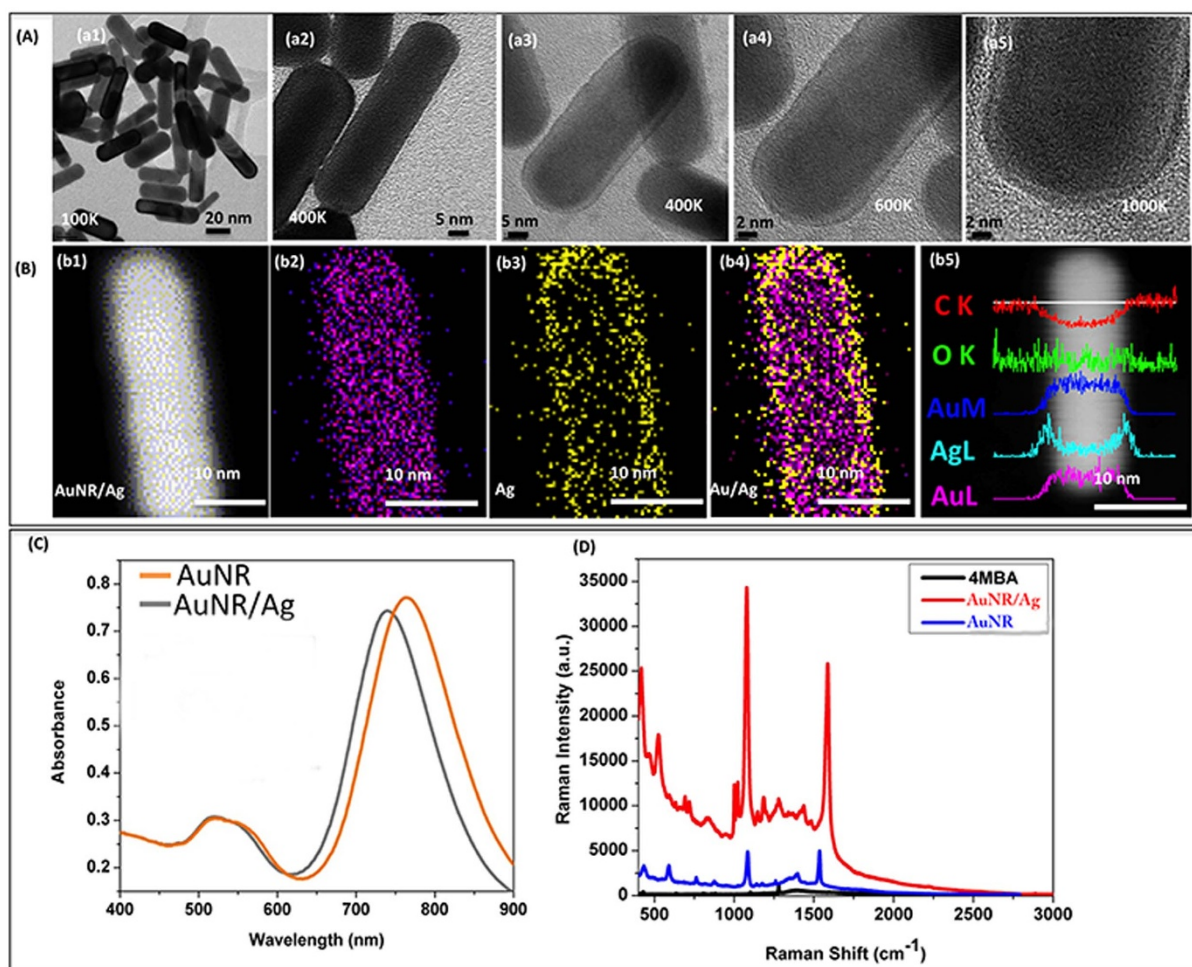 (A)
(a1)
100K
20 nm
(a2)
400K
5 nm
(a3)
5 nm
400K
(a4)
2 nm
600K
(a5)
2 nm
1000K
(B)
(b1)
AuNR/Ag
10 nm
(b2)
10 nm
(b3)
Ag
10 nm
(b4)
Au/Ag
10 nm
(b5)
C K
O K
AuM
AgL
AuL
10 nm
(C)
AuNR
AuNR/Ag
Absorbance
0.8
0.7
0.6
0.5
0.4
0.3
0.2
400 500 600 700 800 900
Wavelength (nm)
(D)
4MBA
AuNR/Ag
AuNR
Raman Intensity (a.u.)
35000
30000
25000
20000
15000
10000
5000
0
500 1000 1500 2000 2500 3000
Raman Shift (cm⁻¹)